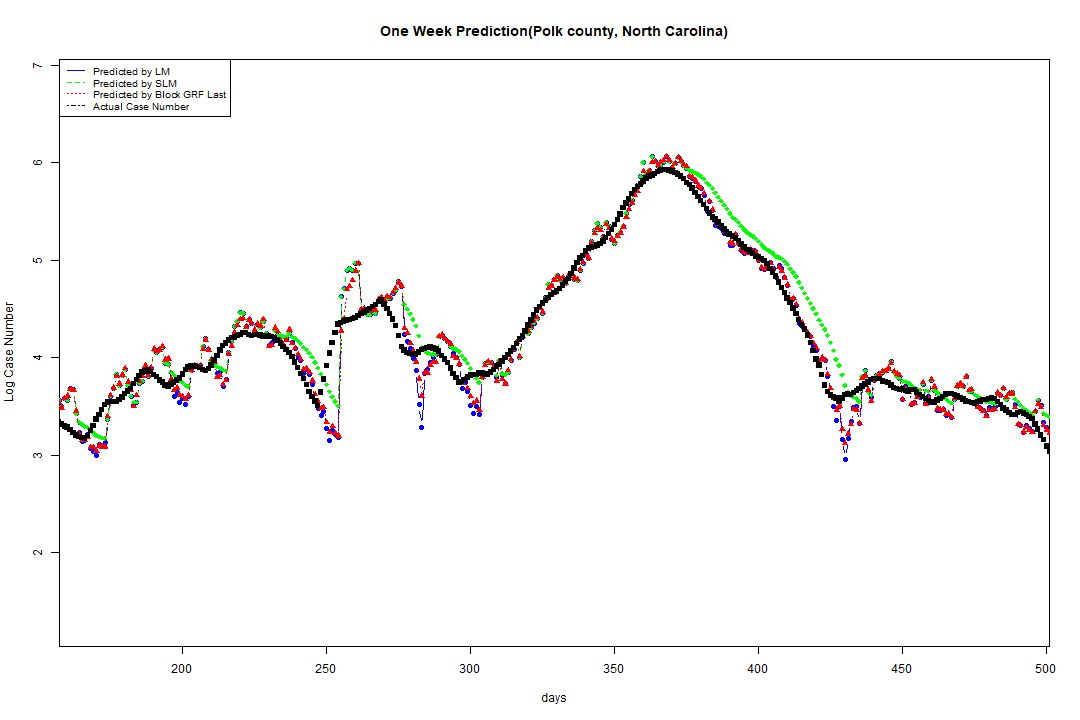 One Week Prediction(Polk county, North Carolina)
Predicted by LM
Predicted by SLM
Predicted by Block GRF Last
Actual Case Number
7
6
5
4
3
2
Log Case Number
200 250 300 350 400 450 500
days